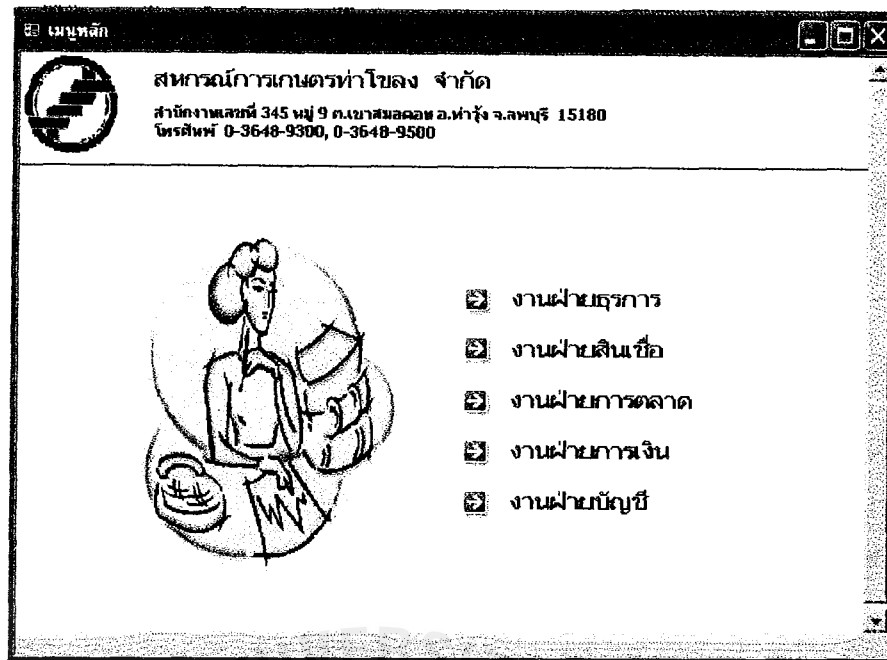 เมนูหลัก
สหกรณ์การเกษตรท่าโขลง จำกัด
สำนักงานเลขที่ 345 หมู่ 9 ต.เขาสมอคอน อ.ท่าวุ้ง จ.ลพบุรี 15180
โทรศัพท์ 0-3648-9300, 0-3648-9500
งานฝ่ายธุรการ
งานฝ่ายสินเชื่อ
งานฝ่ายการตลาด
งานฝ่ายการเงิน
งานฝ่ายบัญชี